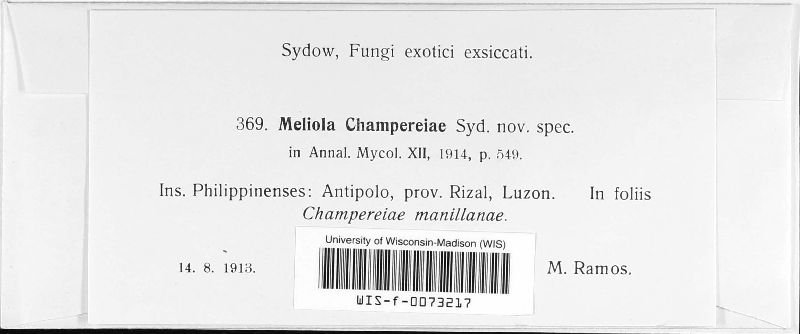 Sydow, Fungi exotici exsiccati.
369. Meliola Champereiae Syd. nov. spec.
in Annal. Mycol. XII, 1914, p. 549.
Ins. Philippinenses: Antipolo, prov. Rizal, Luzon. In foliis
Champereiae manillanae.
14. 8. 1913. M. Ramos.
University of Wisconsin-Madison (WIS)
WIS-f-0073217